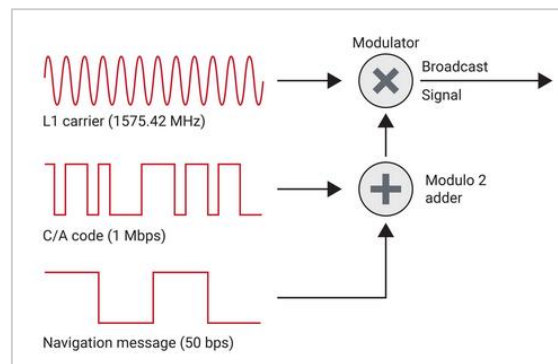 Modulator
Broadcast
Signal
L1 carrier (1575.42 MHz)
C/A code (1 Mbps)
Modulo 2
adder
Navigation message (50 bps)